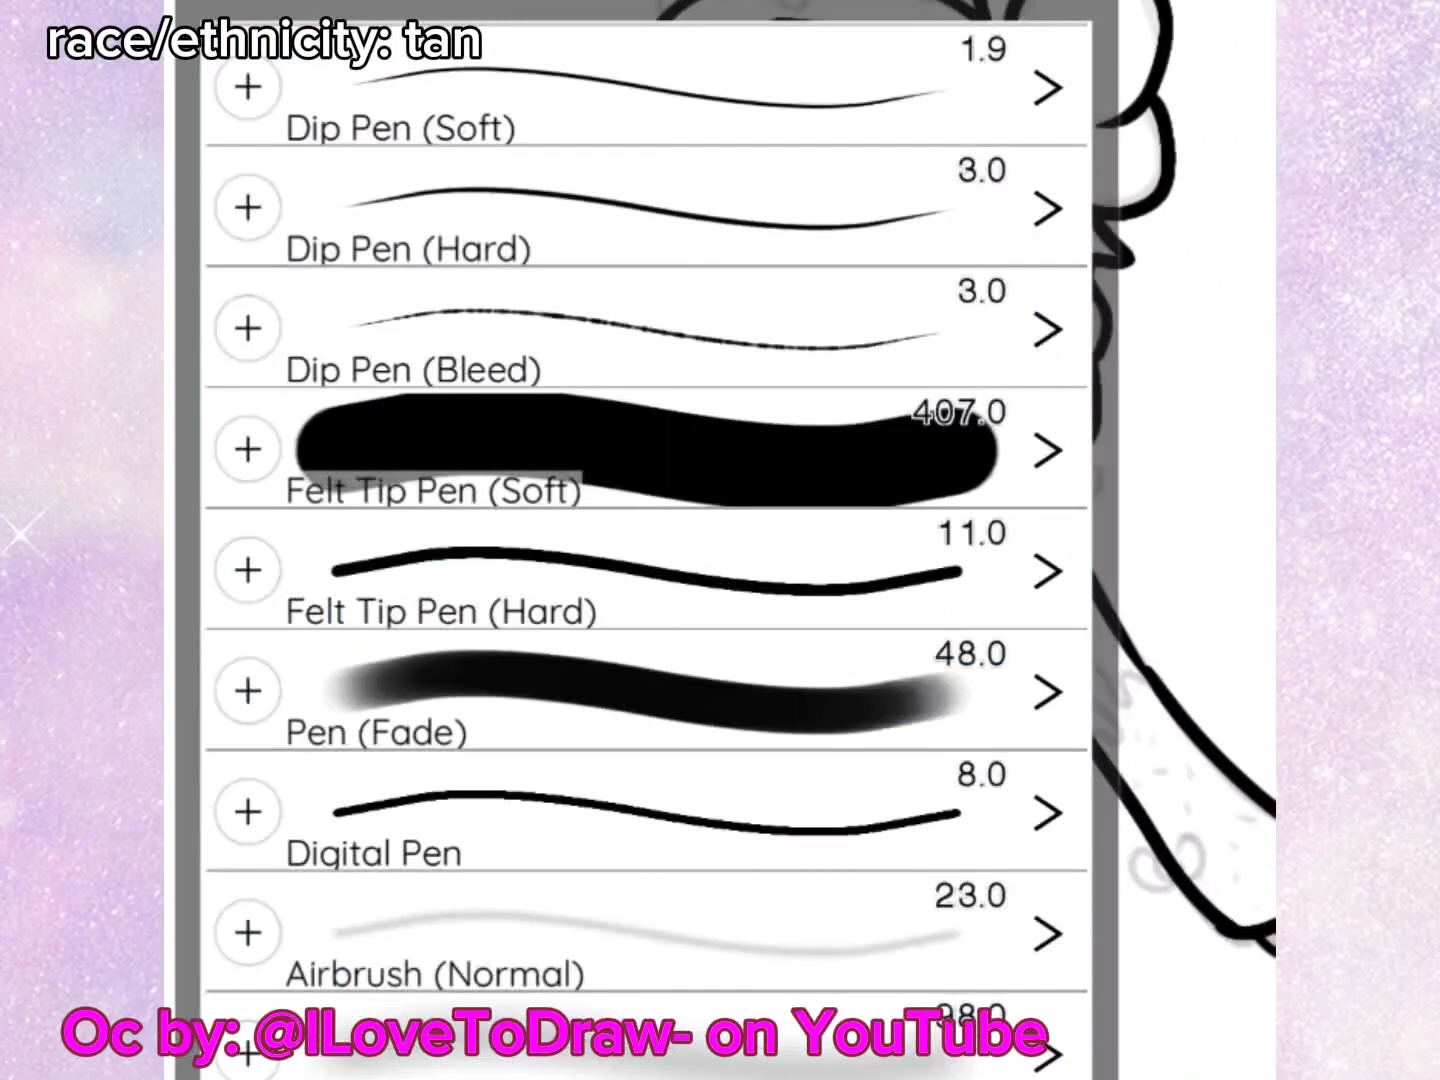 race/ethnicity: tan
1.9
Dip Pen (Soft)
3.0
Dip Pen (Hard)
3.0
Dip Pen (Bleed)
407.0
Felt Tip Pen (Soft)
11.0
Felt Tip Pen (Hard)
48.0
Pen (Fade)
8.0
Digital Pen
23.0
Airbrush (Normal)
Oc by: @ILoveToDraw- on YouTube